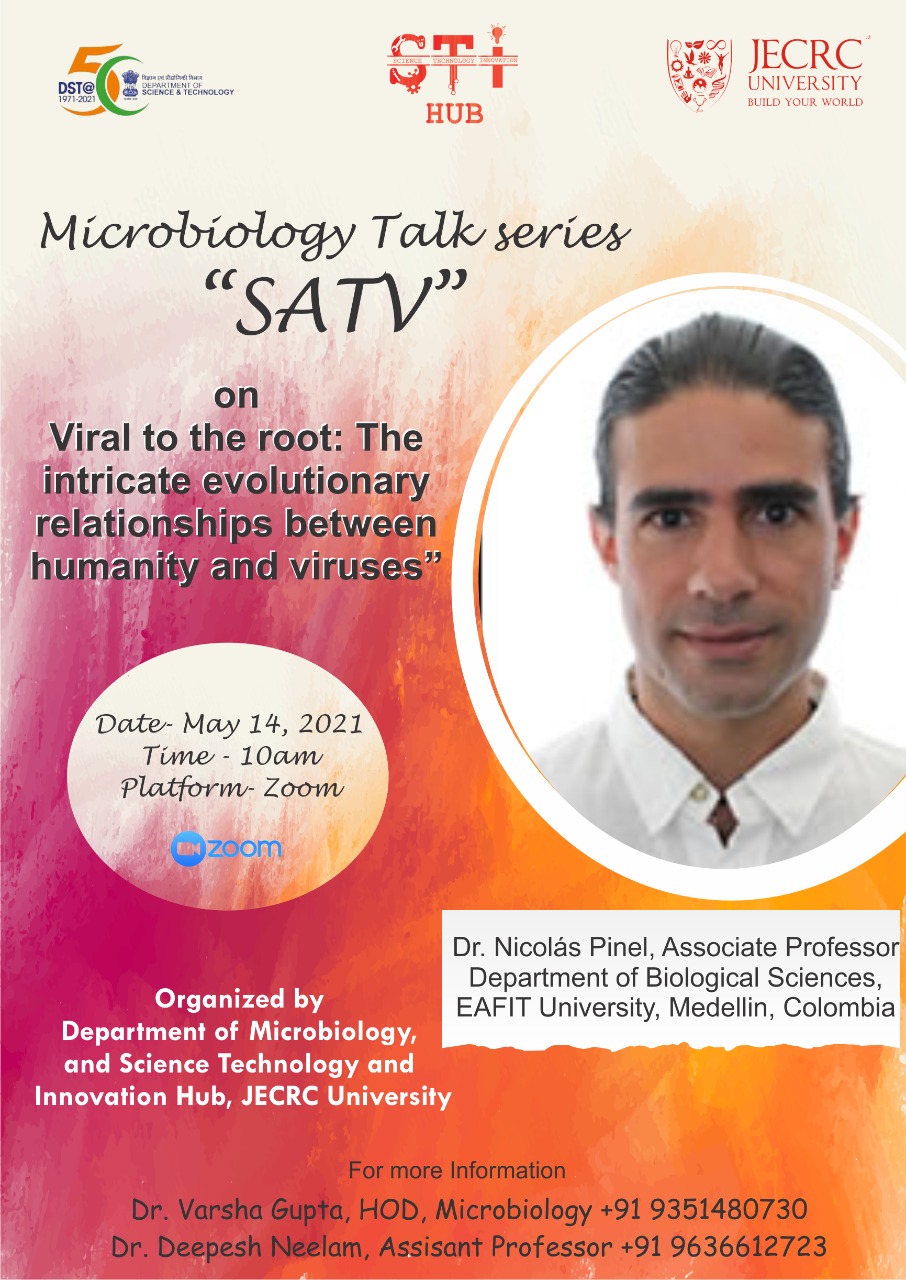 DST@50
1971-2021
विज्ञान एवं प्रौद्योगिकी विभाग
DEPARTMENT OF
SCIENCE & TECHNOLOGY
STI
SCIENCE TECHNOLOGY INNOVATION
HUB
JECRC
UNIVERSITY
BUILD YOUR WORLD
Microbiology Talk series
“SATV”
on
Viral to the root: The
intricate evolutionary
relationships between
humanity and viruses”
Date- May 14, 2021
Time - 10am
Platform- Zoom
zoom
Dr. Nicolás Pinel, Associate Professor
Department of Biological Sciences,
EAFIT University, Medellin, Colombia
Organized by
Department of Microbiology,
and Science Technology and
Innovation Hub, JECRC University
For more Information
Dr. Varsha Gupta, HOD, Microbiology +91 9351480730
Dr. Deepesh Neelam, Assisant Professor +91 9636612723